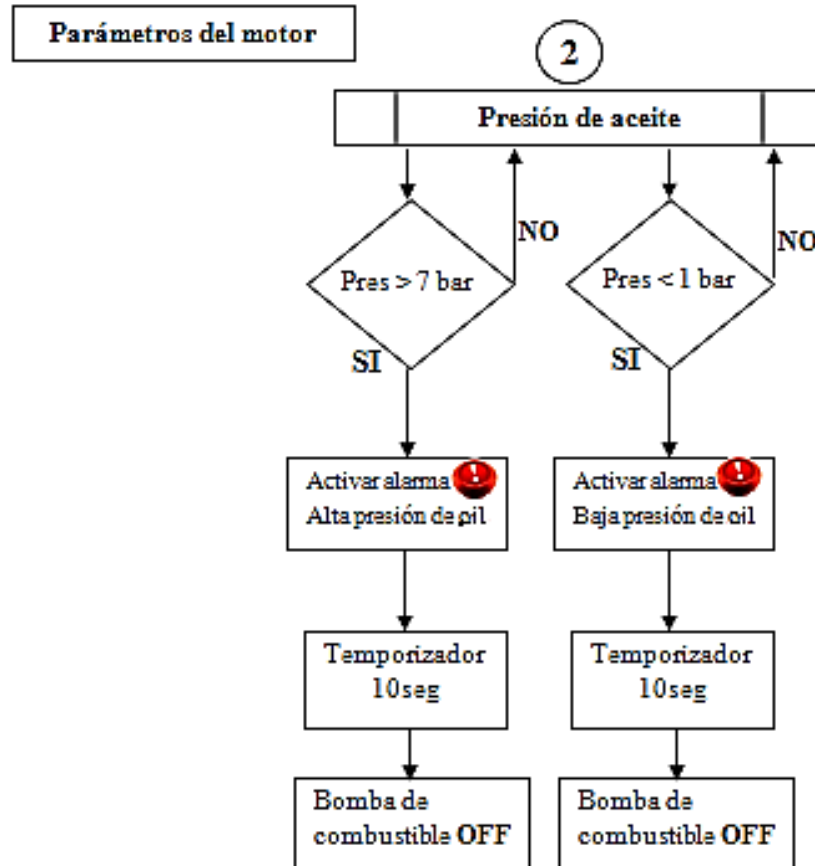 Parámetros del motor
2
Presión de aceite
NO
NO
Pres > 7 bar
Pres < 1 bar
SI
SI
Activar alarma
Alta presión de oil
Activar alarma
Baja presión de oil
Temporizador
10seg
Temporizador
10seg
Bomba de
combustible OFF
Bomba de
combustible OFF